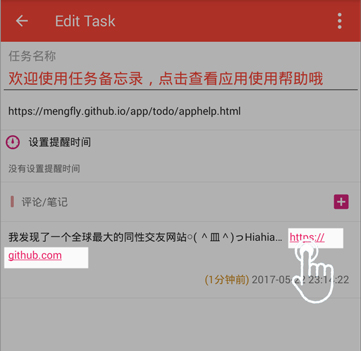 Edit Task
任务名称
欢迎使用任务备忘录，点击查看应用使用帮助哦
https://mengfly.github.io/app/todo/apphelp.html
设置提醒时间
没有设置提醒时间
评论/笔记
我发现了一个全球最大的同性交友网站○( ＾皿＾)っHiahia… https://
github.com
(1分钟前) 2017-05-22 23:14:22